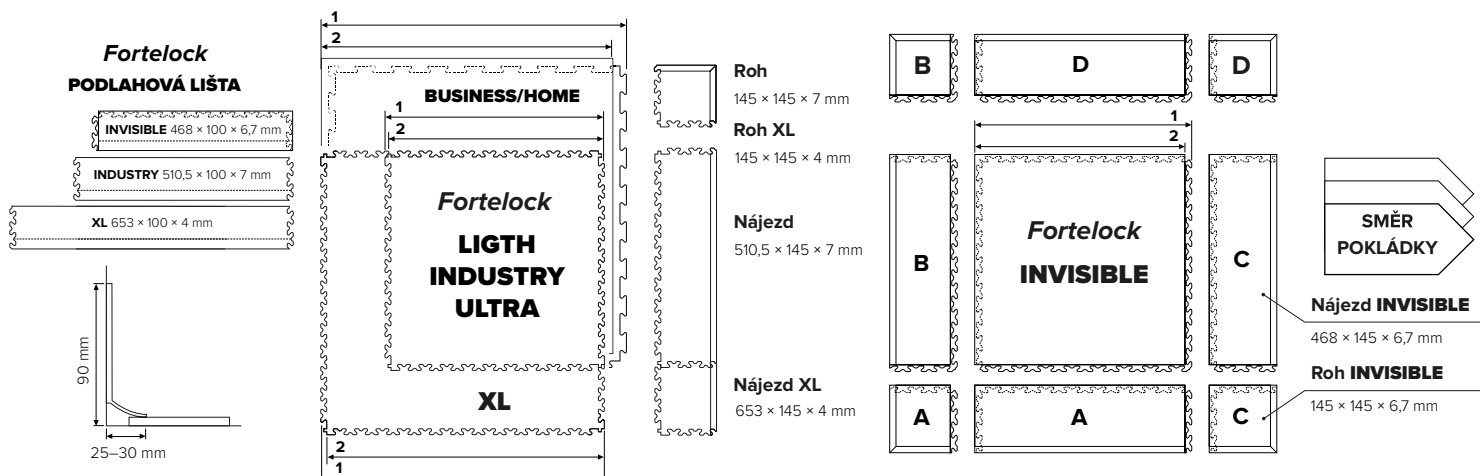 Fortelock
PODLAHOVÁ LIŠTA
INVISIBLE 468 × 100 × 6,7 mm
INDUSTRY 510,5 × 100 × 7 mm
XL 653 × 100 × 4 mm
90 mm
25–30 mm
1
2
BUSINESS/HOME
1
2
Fortelock
LIGTH
INDUSTRY
ULTRA
XL
2
1
Roh
145 × 145 × 7 mm
Roh XL
145 × 145 × 4 mm
Nájezd
510,5 × 145 × 7 mm
Nájezd XL
653 × 145 × 4 mm
B
D
D
1
2
B
Fortelock
INVISIBLE
C
A
A
C
SMĚR
POKLÁDKY
Nájezd INVISIBLE
468 × 145 × 6,7 mm
Roh INVISIBLE
145 × 145 × 6,7 mm